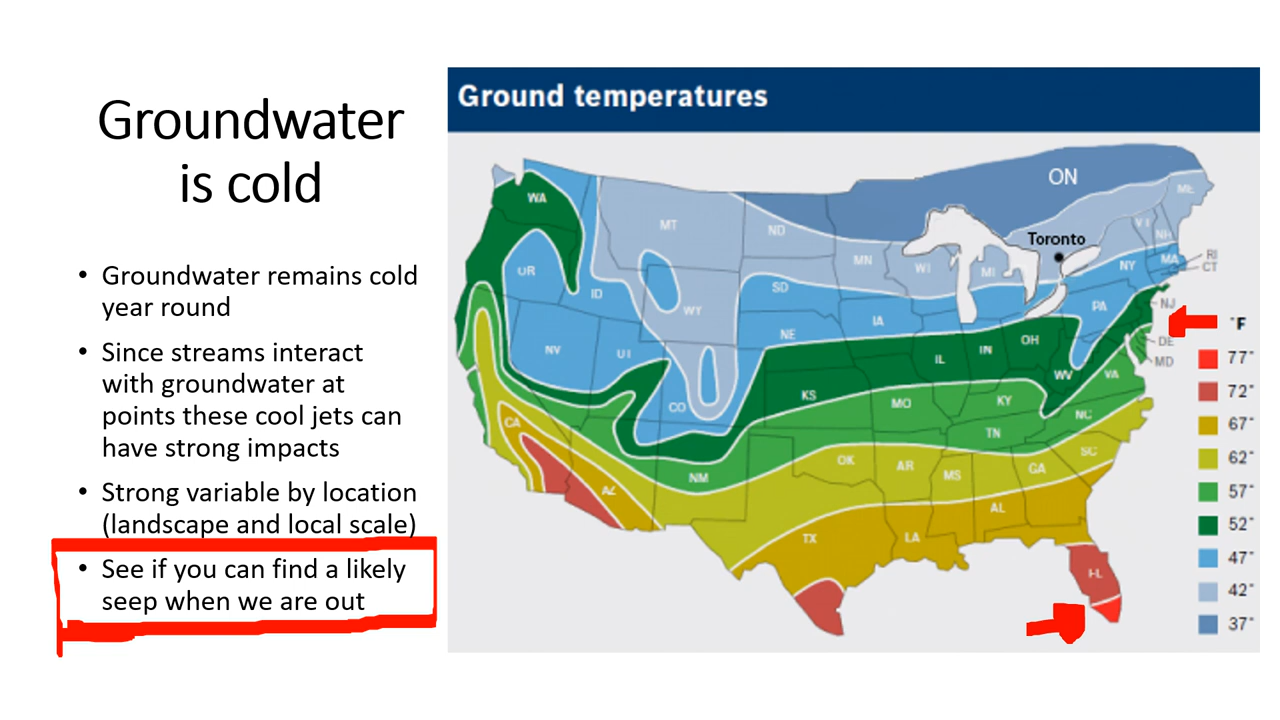 Groundwater
is cold
• Groundwater remains cold
year round
• Since streams interact
with groundwater at
points these cool jets can
have strong impacts
• Strong variable by location
(landscape and local scale)
• See if you can find a likely
seep when we are out
Ground temperatures
ON
WA
ME
MT
ND
VT
NH
Toronto
OR
MN
WI
MI
NY
MA
RI
CT
ID
SD
WY
PA
NJ
IA
NE
°F
NV
UT
IL
IN
OH
DE
MD
77°
WV
VA
CO
KS
MO
KY
72°
NC
CA
TN
67°
OK
AR
MS
GA
SC
62°
NM
AZ
57°
AL
TX
LA
52°
FL
47°
42°
37°